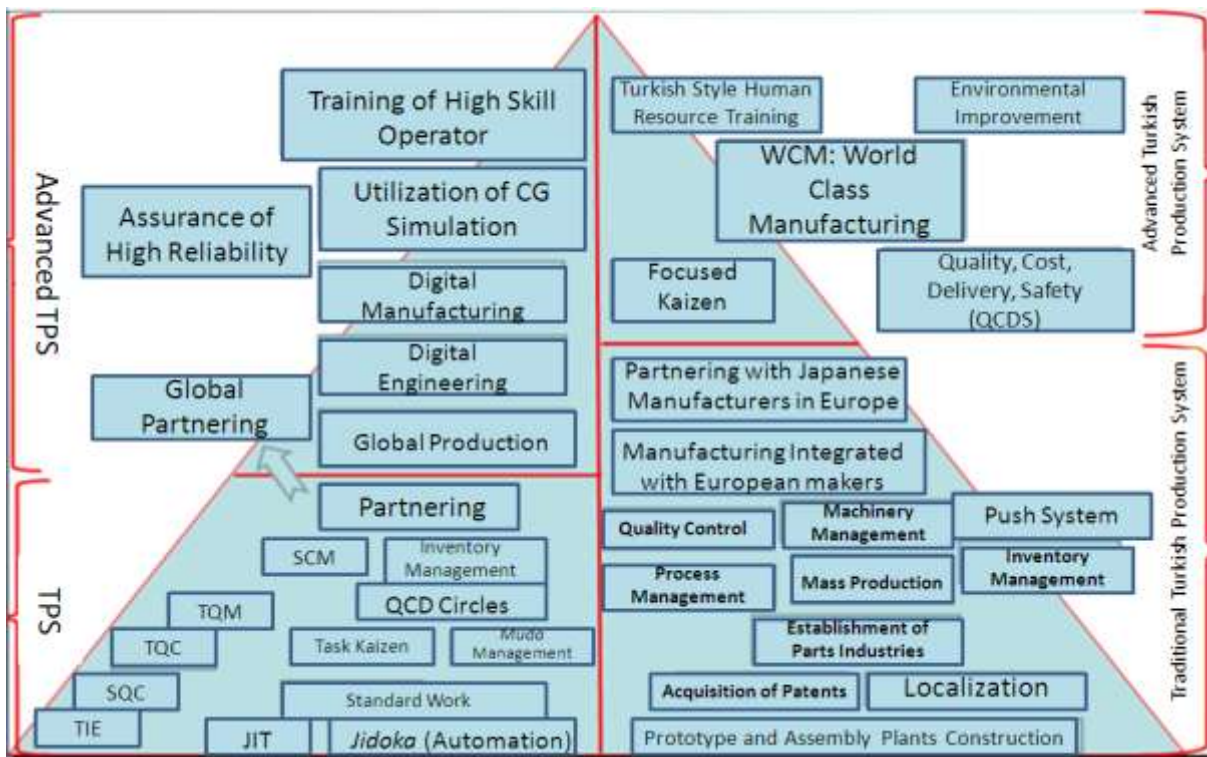 Advanced TPS
TPS
Training of High Skill
Operator
Utilization of CG
Simulation
Assurance of
High Reliability
Digital
Manufacturing
Digital
Engineering
Global
Partnering
Global Production
Partnering
SCM
Inventory
Management
QCD Circles
TQM
TQC
Task Kaizen
Muda
Management
SQC
Standard Work
TIE
JIT
Jidoka (Automation)
Turkish Style Human
Resource Training
Environmental
Improvement
WCM: World
Class
Manufacturing
Focused
Kaizen
Quality, Cost,
Delivery, Safety
(QCDS)
Partnering with Japanese
Manufacturers in Europe
Manufacturing Integrated
with European makers
Quality Control
Machinery
Management
Push System
Process
Management
Mass Production
Inventory
Management
Establishment of
Parts Industries
Acquisition of Patents
Localization
Prototype and Assembly Plants Construction
Advanced Turkish
Production System
Traditional Turkish Production System